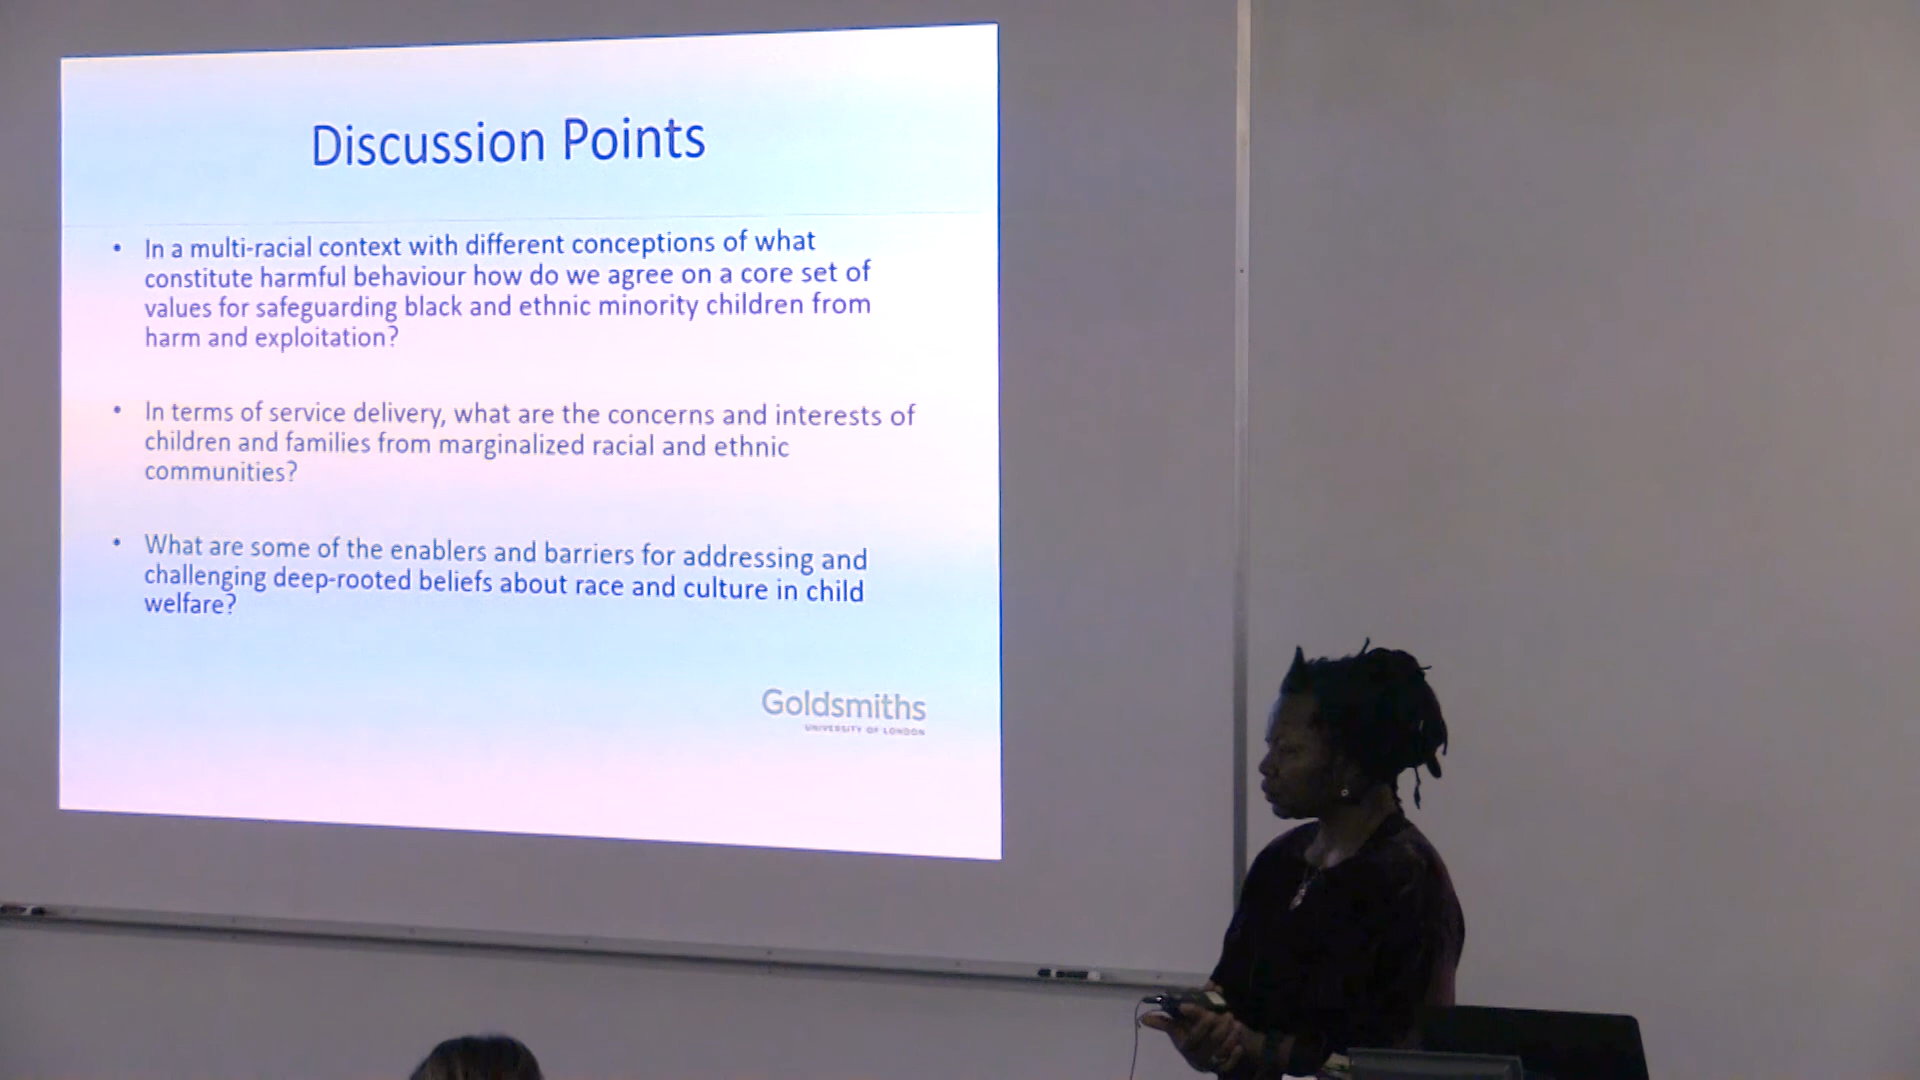 Discussion Points
• In a multi-racial context with different conceptions of what
constitute harmful behaviour how do we agree on a core set of
values for safeguarding black and ethnic minority children from
harm and exploitation?
• In terms of service delivery, what are the concerns and interests of
children and families from marginalized racial and ethnic
communities?
• What are some of the enablers and barriers for addressing and
challenging deep-rooted beliefs about race and culture in child
welfare?
Goldsmiths
UNIVERSITY OF LONDON